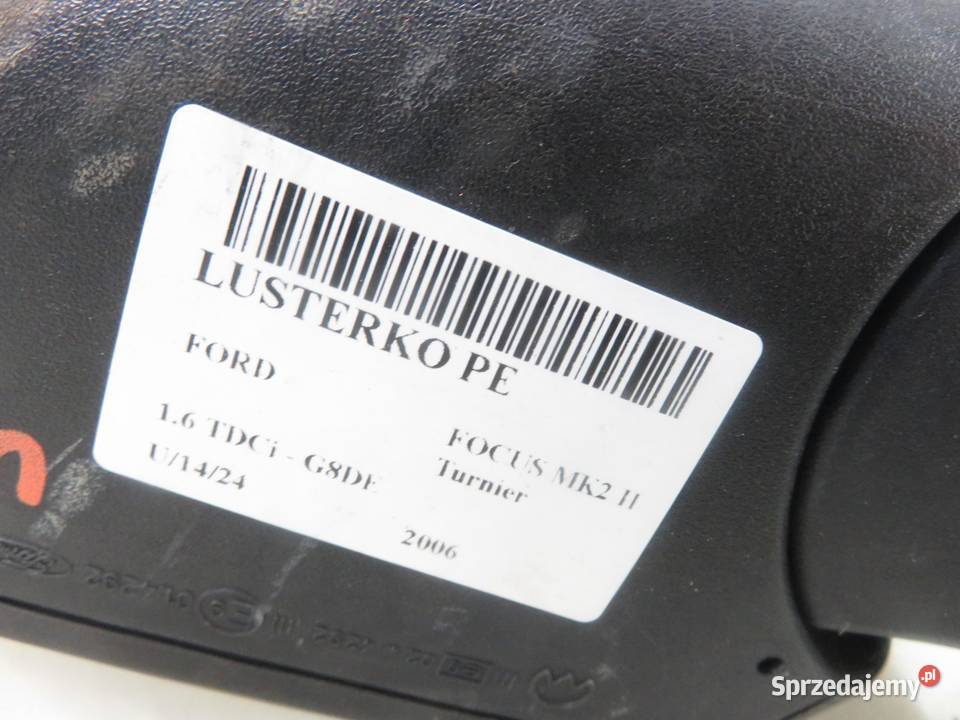 LUSTERKO PE
FORD
FOCUS MK2 II
1.6 TDCi - G8DE
Turnier
U/14/24
2006
Sprzedajemy.pl